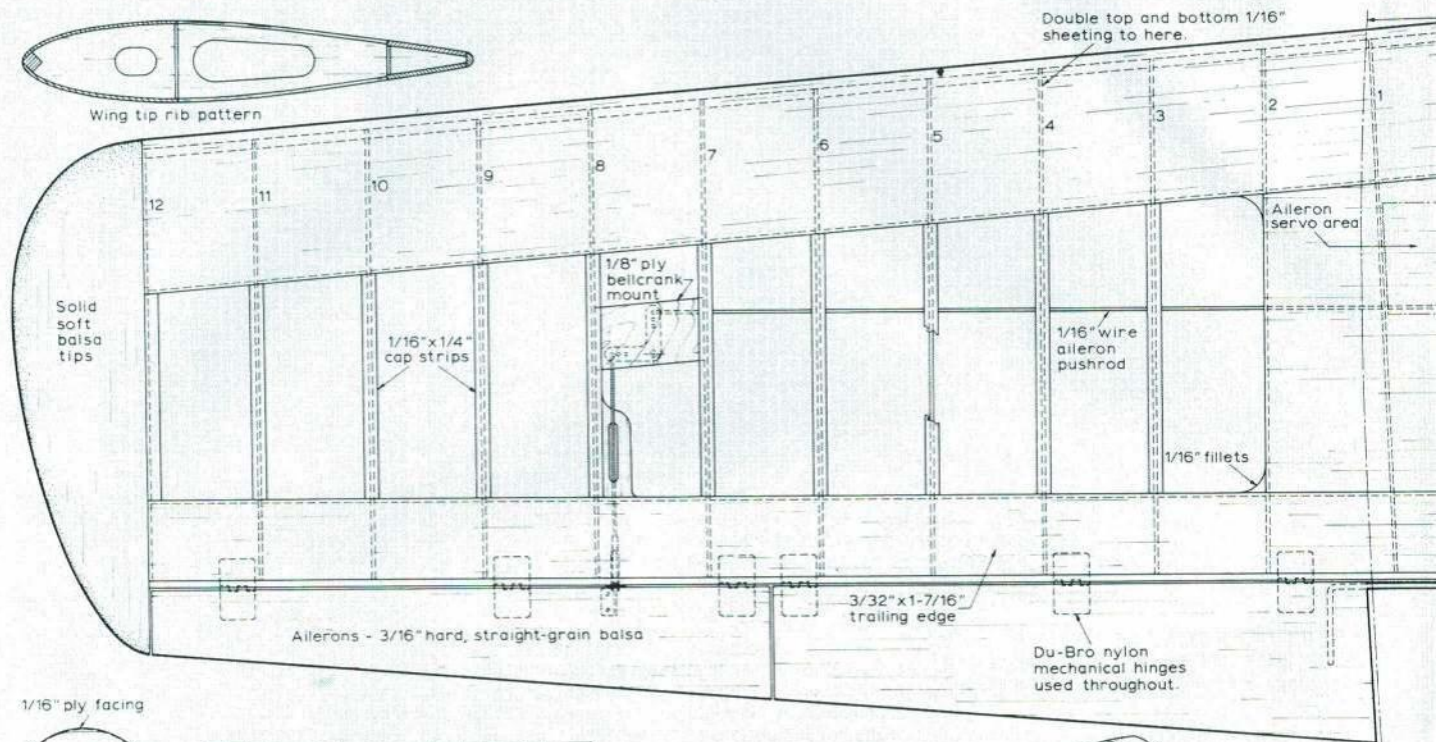 Double top and bottom 1/16"
sheeting to here.
Wing tip rib pattern
12
11
10
9
8
7
6
5
4
3
2
1
Aileron
servo area
Solid
soft
balsa
tips
1/16"x1/4"
cap strips
1/8" ply
bellcrank
mount
1/16" wire
aileron
pushrod
1/16" fillets
3/32"x1-7/16"
trailing edge
Ailerons - 3/16" hard, straight-grain balsa
Du-Bro nylon
mechanical hinges
used throughout.
1/16" ply facing